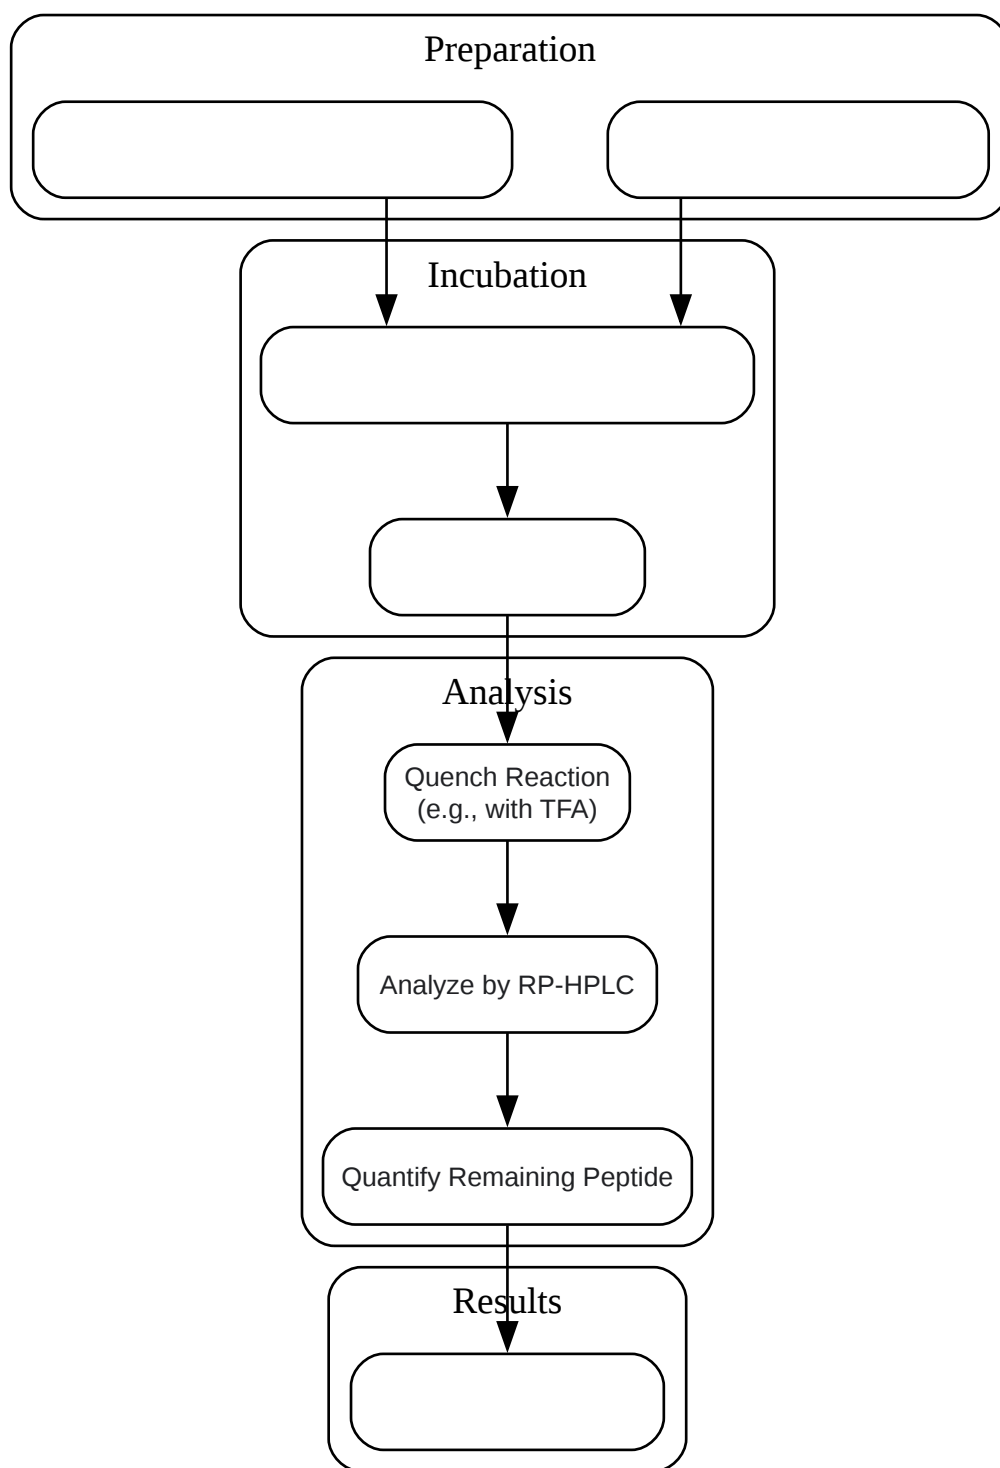 Preparation
Incubation
Analysis
Quench Reaction
(e.g., with TFA)
Analyze by RP-HPLC
Quantify Remaining Peptide
Results